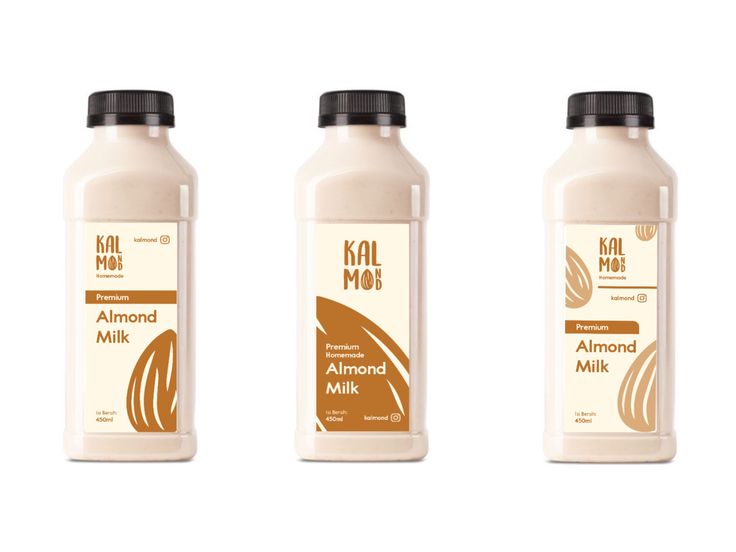 KAL
MOND
Homemade
kalmond
Premium
Almond
Milk
Isi Bersih:
450ml
KAL
MOND
Premium
Homemade
Almond
Milk
Isi Bersih:
450ml
kalmond
KAL
MOND
Homemade
kalmond
Premium
Almond
Milk
Isi Bersih:
450ml